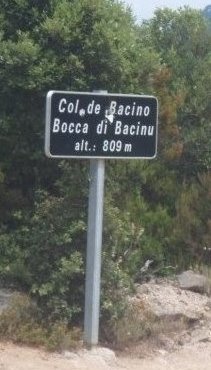 Col de Bacino
Bocca di Bacinu
alt.: 809 m